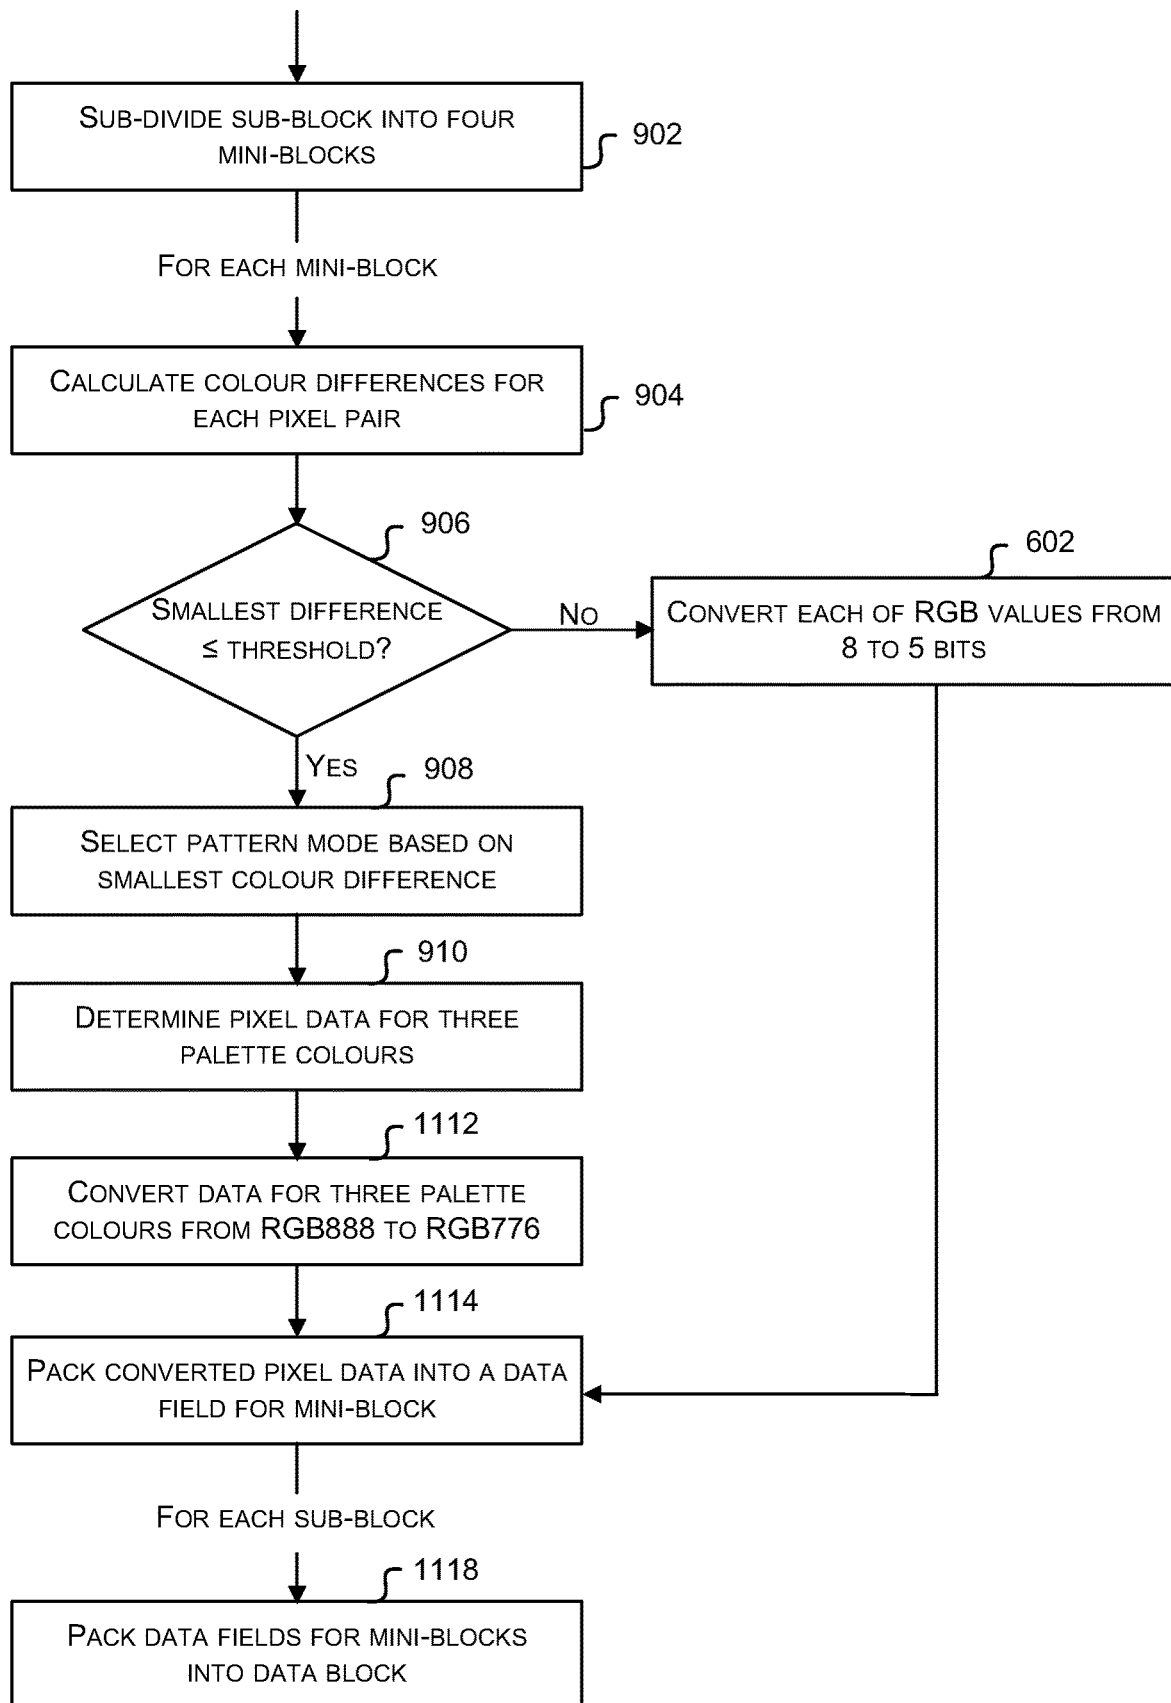 SUB-DIVIDE SUB-BLOCK INTO FOUR
MINI-BLOCKS
902
FOR EACH MINI-BLOCK
CALCULATE COLOUR DIFFERENCES FOR
EACH PIXEL PAIR
904
906
SMALLEST DIFFERENCE
≤ THRESHOLD?
NO
602
CONVERT EACH OF RGB VALUES FROM
8 TO 5 BITS
YES
908
SELECT PATTERN MODE BASED ON
SMALLEST COLOUR DIFFERENCE
910
DETERMINE PIXEL DATA FOR THREE
PALETTE COLOURS
1112
CONVERT DATA FOR THREE PALETTE
COLOURS FROM RGB888 TO RGB776
1114
PACK CONVERTED PIXEL DATA INTO A DATA
FIELD FOR MINI-BLOCK
FOR EACH SUB-BLOCK
1118
PACK DATA FIELDS FOR MINI-BLOCKS
INTO DATA BLOCK